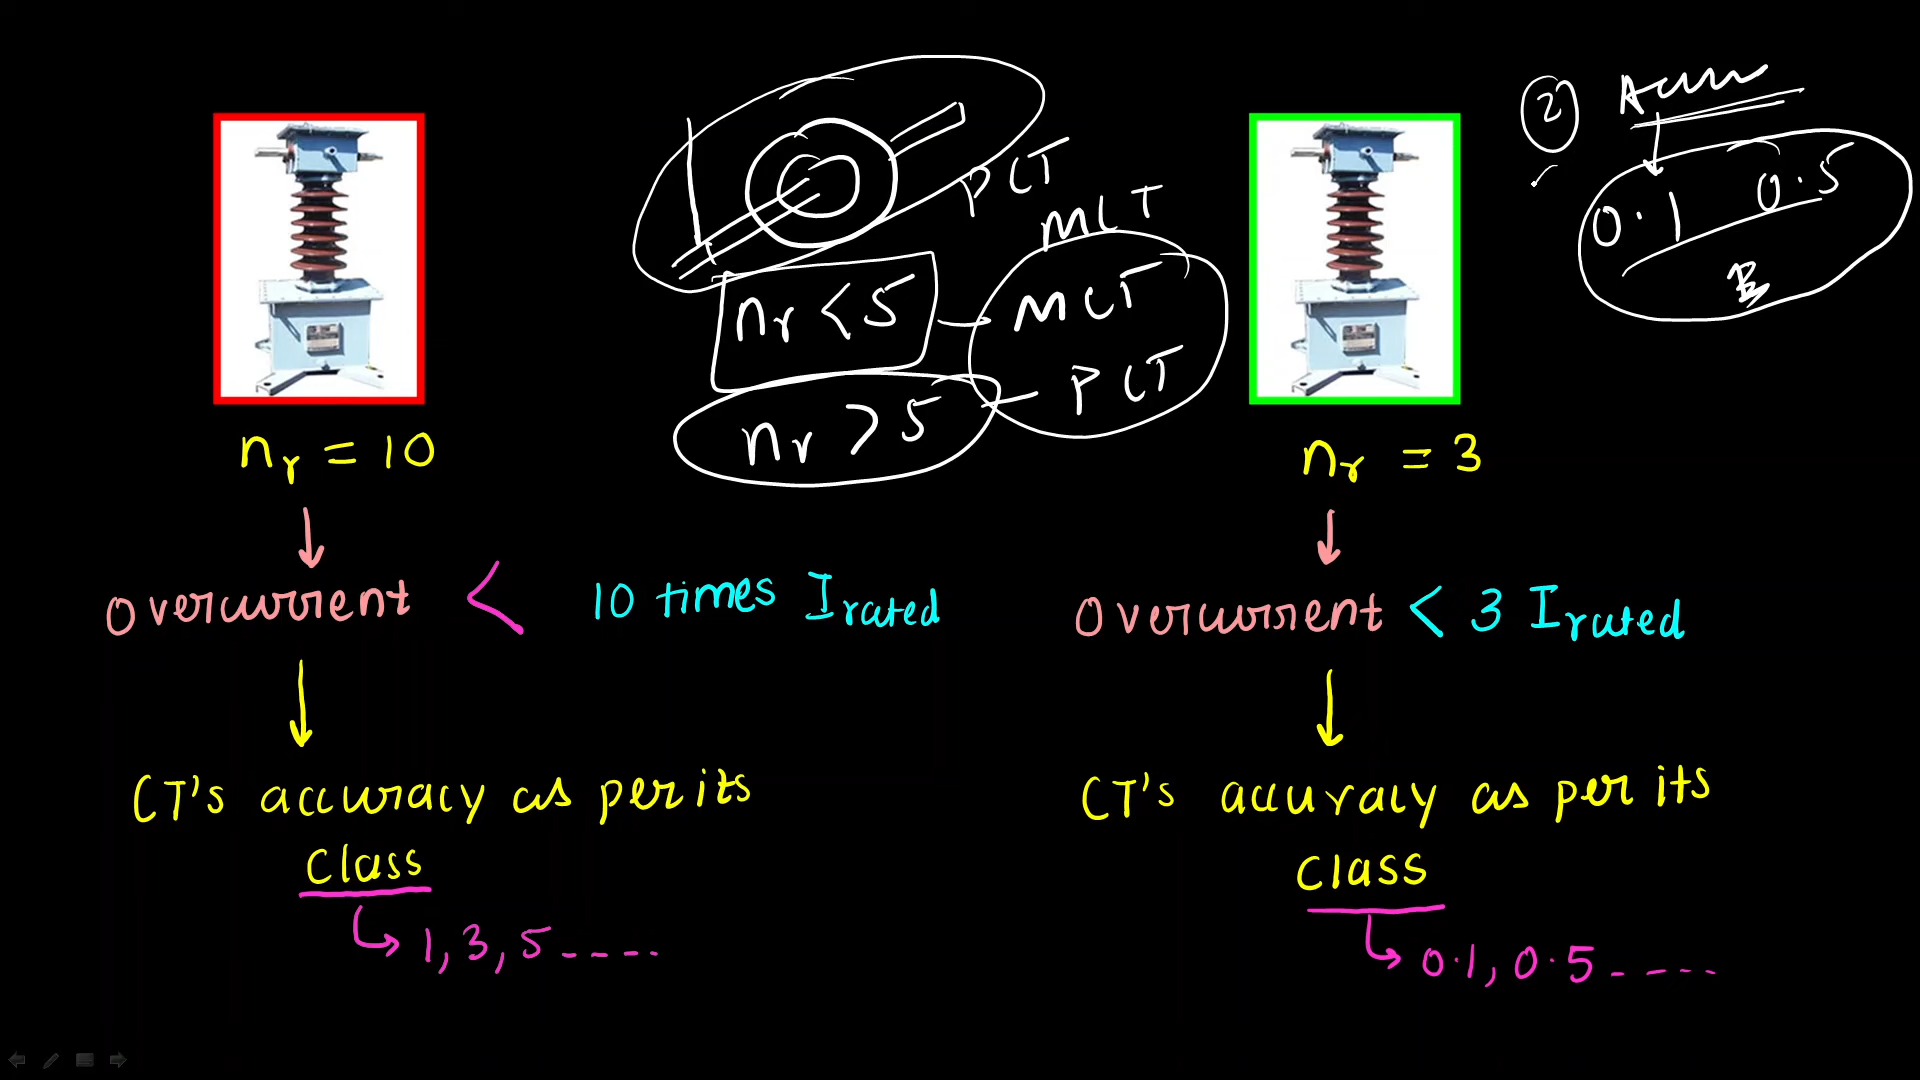 PCT
MCT
nr < 5 — MCT
nr > 5 — PCT
2
0.1 0.5
nr = 10
Overcurrent < 10 times Irated
CT's accuracy as per its
Class
1, 3, 5 - - - -
nr = 3
Overcurrent < 3 Irated
CT's accuracy as per its
Class
0.1, 0.5 - - - -